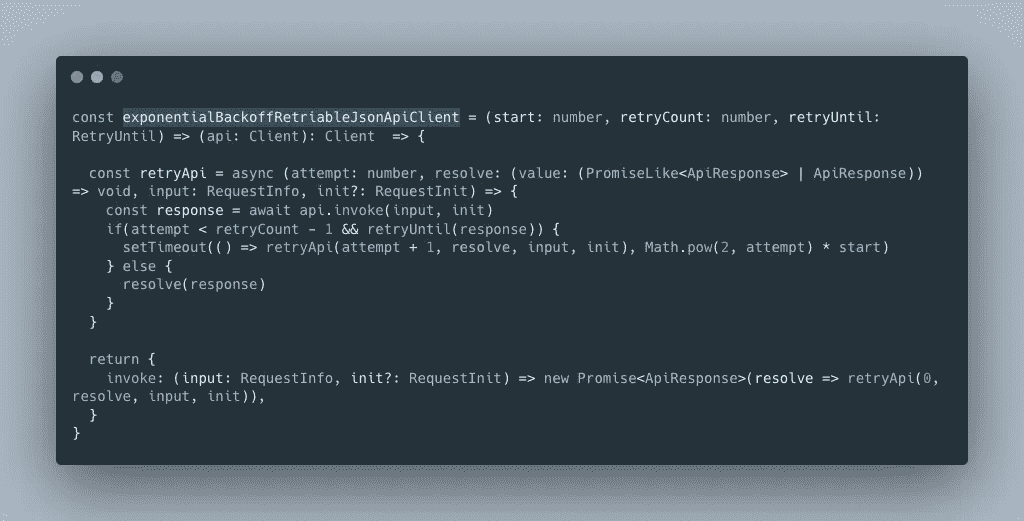 const exponentialBackoffRetriableJsonApiClient = (start: number, retryCount: number, retryUntil:
RetryUntil) => (api: Client): Client  => {
  const retryApi = async (attempt: number, resolve: (value: (PromiseLike<ApiResponse> | ApiResponse))
=> void, input: RequestInfo, init?: RequestInit) => {
    const response = await api.invoke(input, init)
    if(attempt < retryCount - 1 && retryUntil(response)) {
      setTimeout(() => retryApi(attempt + 1, resolve, input, init), Math.pow(2, attempt) * start)
    } else {
      resolve(response)
    }
  }
  return {
    invoke: (input: RequestInfo, init?: RequestInit) => new Promise<ApiResponse>(resolve => retryApi(0,
resolve, input, init)),
  }
}